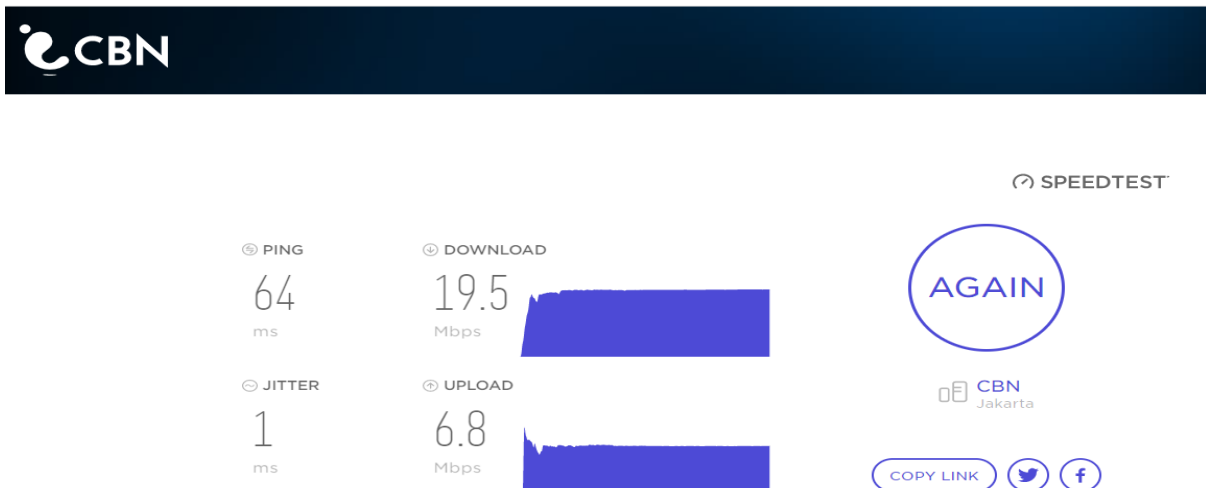 CBN
SPEEDTEST
PING
64
ms
DOWNLOAD
19.5
Mbps
AGAIN
JITTER
1
ms
UPLOAD
6.8
Mbps
CBN
Jakarta
COPY LINK